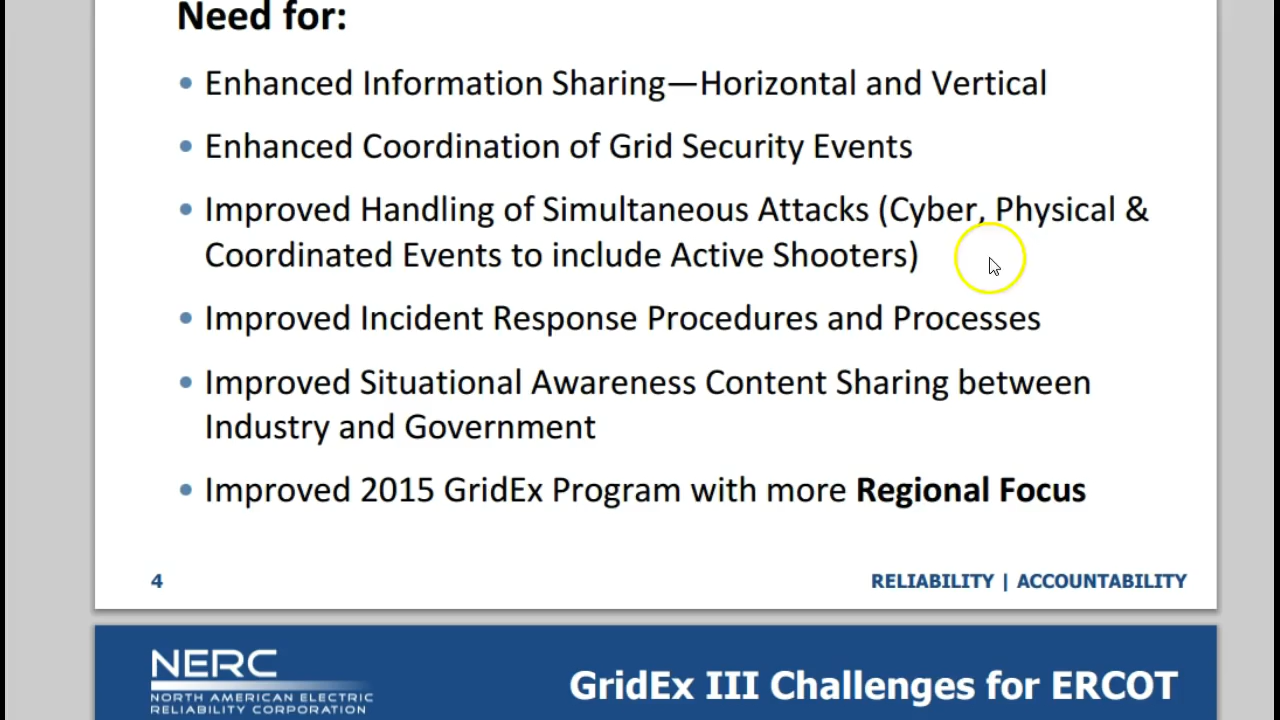 Need for:
• Enhanced Information Sharing—Horizontal and Vertical
• Enhanced Coordination of Grid Security Events
• Improved Handling of Simultaneous Attacks (Cyber, Physical &
Coordinated Events to include Active Shooters)
• Improved Incident Response Procedures and Processes
• Improved Situational Awareness Content Sharing between
Industry and Government
• Improved 2015 GridEx Program with more Regional Focus
4 RELIABILITY | ACCOUNTABILITY
NERC
NORTH AMERICAN ELECTRIC
RELIABILITY CORPORATION
GridEx III Challenges for ERCOT